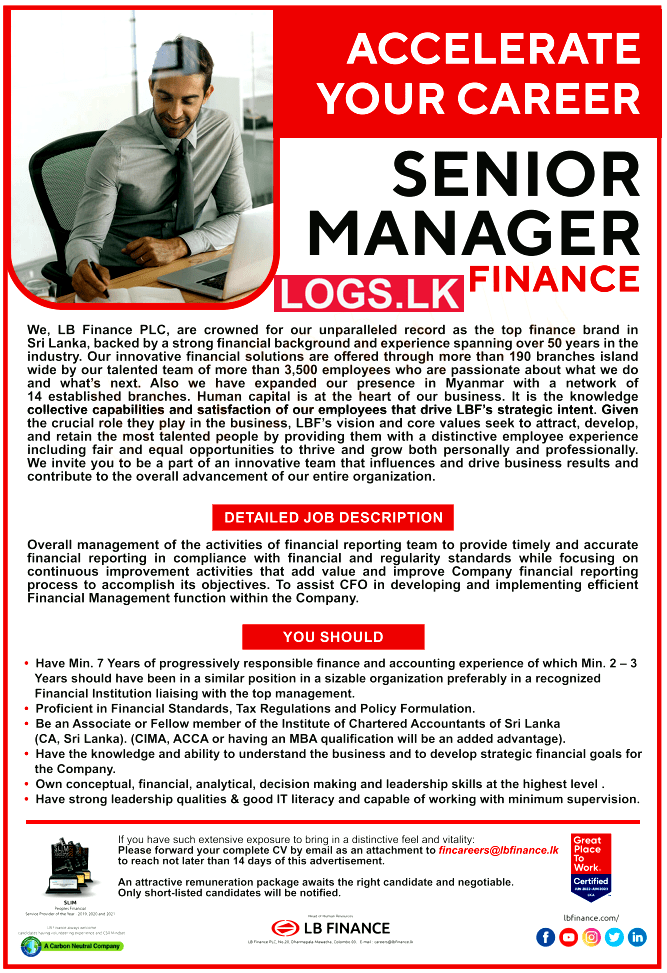 ACCELERATE
YOUR CAREER
SENIOR
MANAGER
FINANCE
LOGS.LK
We, LB Finance PLC, are crowned for our unparalleled record as the top finance brand in
Sri Lanka, backed by a strong financial background and experience spanning over 50 years in the
industry. Our innovative financial solutions are offered through more than 190 branches island
wide by our talented team of more than 3,500 employees who are passionate about what we do
and what's next. Also we have expanded our presence in Myanmar with a network of
14 established branches. Human capital is at the heart of our business. It is the knowledge
collective capabilities and satisfaction of our employees that drive LBF's strategic intent. Given
the crucial role they play in the business, LBF's vision and core values seek to attract, develop,
and retain the most talented people by providing them with a distinctive employee experience
including fair and equal opportunities to thrive and grow both personally and professionally.
We invite you to be a part of an innovative team that influences and drive business results and
contribute to the overall advancement of our entire organization.
DETAILED JOB DESCRIPTION
Overall management of the activities of financial reporting team to provide timely and accurate
financial reporting in compliance with financial and regularity standards while focusing on
continuous improvement activities that add value and improve Company financial reporting
process to accomplish its objectives. To assist CFO in developing and implementing efficient
Financial Management function within the Company.
YOU SHOULD
• Have Min. 7 Years of progressively responsible finance and accounting experience of which Min. 2 – 3
Years should have been in a similar position in a sizable organization preferably in a recognized
Financial Institution liaising with the top management.
• Proficient in Financial Standards, Tax Regulations and Policy Formulation.
• Be an Associate or Fellow member of the Institute of Chartered Accountants of Sri Lanka
(CA, Sri Lanka). (CIMA, ACCA or having an MBA qualification will be an added advantage).
• Have the knowledge and ability to understand the business and to develop strategic financial goals for
the Company.
• Own conceptual, financial, analytical, decision making and leadership skills at the highest level .
• Have strong leadership qualities & good IT literacy and capable of working with minimum supervision.
If you have such extensive exposure to bring in a distinctive feel and vitality:
Please forward your complete CV by email as an attachment to fincareers@lbfinance.lk
to reach not later than 14 days of this advertisement.
An attractive remuneration package awaits the right candidate and negotiable.
Only short-listed candidates will be notified.
SLIM
Peoples Financial
Service Provider of the Year 2019, 2020 and 2021
A Carbon Neutral Company
Head of Human Resources
LB FINANCE
LB Finance PLC, No.20, Dharmapala Mawatha, Colombo 03. E-mail : careers@lbfinance.lk
Great
Place
To
Work.
Certified
lbfinance.com/